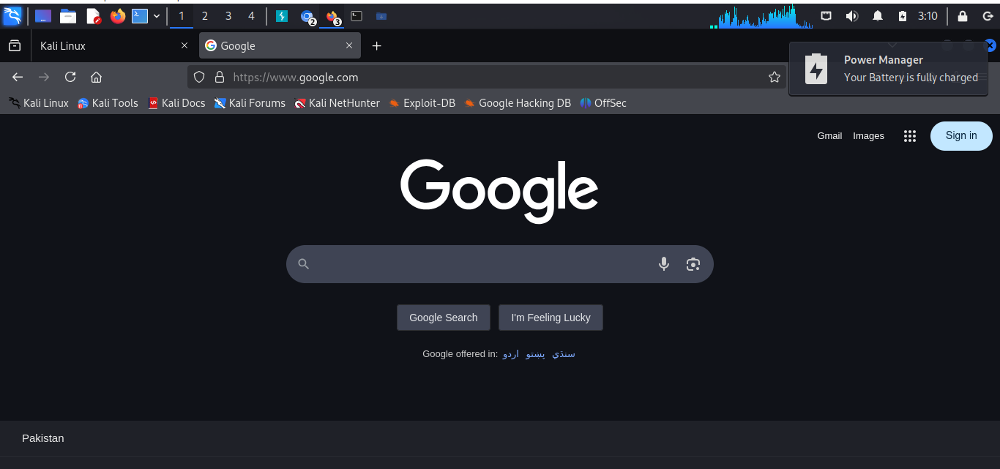 1 2 3 4
2 3
3:10
Kali Linux
Google
Power Manager
Your Battery is fully charged
https://www.google.com
Kali Linux Kali Tools Kali Docs Kali Forums Kali NetHunter Exploit-DB Google Hacking DB OffSec
Gmail Images Sign in
Google
Google Search I'm Feeling Lucky
Google offered in: اردو پښتو سنڌي
Pakistan